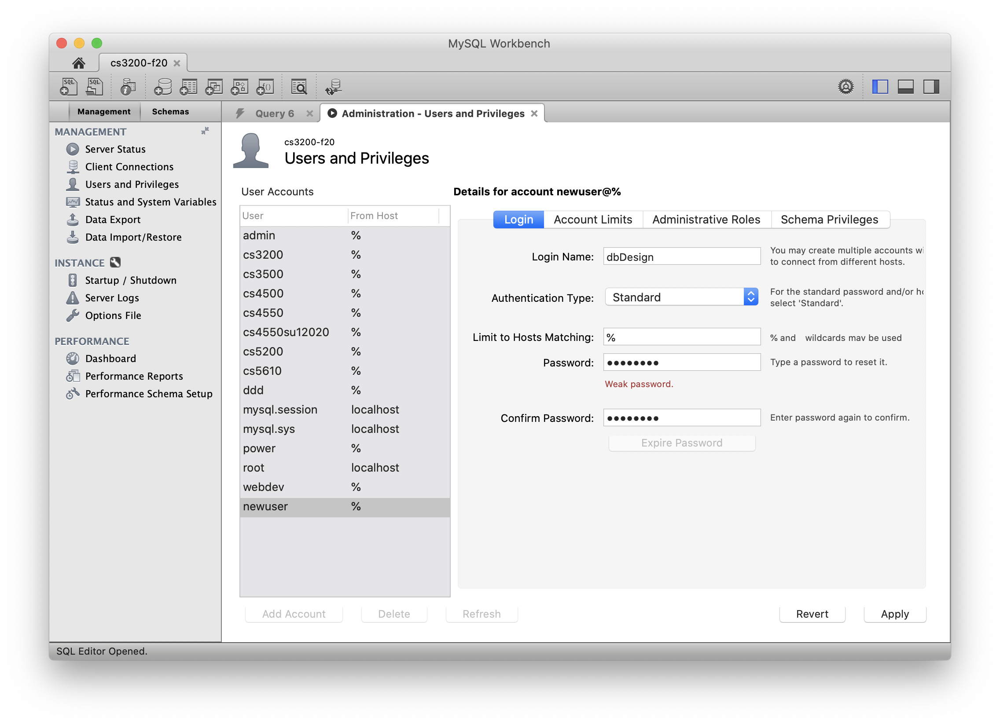 MySQL Workbench
cs3200-f20
SQL SQL f()
Management Schemas
Query 6
Administration - Users and Privileges
MANAGEMENT
Server Status
Client Connections
Users and Privileges
Status and System Variables
Data Export
Data Import/Restore
INSTANCE
Startup / Shutdown
Server Logs
Options File
PERFORMANCE
Dashboard
Performance Reports
Performance Schema Setup
cs3200-f20
Users and Privileges
User Accounts
User From Host
admin %
cs3200 %
cs3500 %
cs4500 %
cs4550 %
cs4550su12020 %
cs5200 %
cs5610 %
ddd %
mysql.session localhost
mysql.sys localhost
power %
root localhost
webdev %
newuser %
Add Account Delete Refresh
Details for account newuser@%
Login Account Limits Administrative Roles Schema Privileges
Login Name: dbDesign
You may create multiple accounts
to connect from different hosts.
Authentication Type: Standard
For the standard password and/or
select 'Standard'.
Limit to Hosts Matching: %
% and wildcards may be used
Password: ●●●●●●●●
Type a password to reset it.
Weak password.
Confirm Password: ●●●●●●●●
Enter password again to confirm.
Expire Password
Revert Apply
SQL Editor Opened.